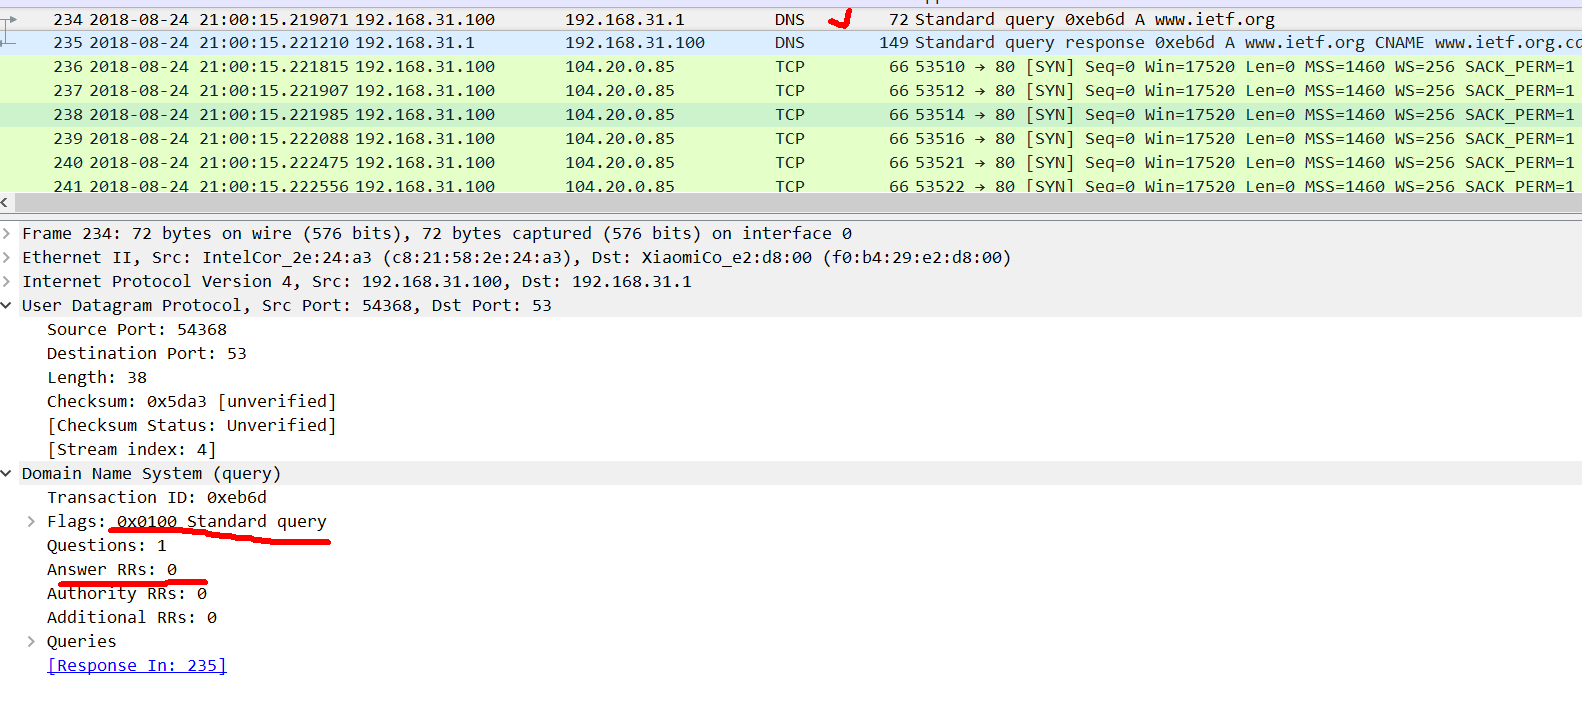 234 2018-08-24 21:00:15.219071 192.168.31.100 192.168.31.1 DNS 72 Standard query 0xeb6d A www.ietf.org
235 2018-08-24 21:00:15.221210 192.168.31.1 192.168.31.100 DNS 149 Standard query response 0xeb6d A www.ietf.org CNAME www.ietf.org.cd
236 2018-08-24 21:00:15.221815 192.168.31.100 104.20.0.85 TCP 66 53510 → 80 [SYN] Seq=0 Win=17520 Len=0 MSS=1460 WS=256 SACK_PERM=1
237 2018-08-24 21:00:15.221907 192.168.31.100 104.20.0.85 TCP 66 53512 → 80 [SYN] Seq=0 Win=17520 Len=0 MSS=1460 WS=256 SACK_PERM=1
238 2018-08-24 21:00:15.221985 192.168.31.100 104.20.0.85 TCP 66 53514 → 80 [SYN] Seq=0 Win=17520 Len=0 MSS=1460 WS=256 SACK_PERM=1
239 2018-08-24 21:00:15.222088 192.168.31.100 104.20.0.85 TCP 66 53516 → 80 [SYN] Seq=0 Win=17520 Len=0 MSS=1460 WS=256 SACK_PERM=1
240 2018-08-24 21:00:15.222475 192.168.31.100 104.20.0.85 TCP 66 53521 → 80 [SYN] Seq=0 Win=17520 Len=0 MSS=1460 WS=256 SACK_PERM=1
241 2018-08-24 21:00:15.222556 192.168.31.100 104.20.0.85 TCP 66 53522 → 80 [SYN] Seq=0 Win=17520 Len=0 MSS=1460 WS=256 SACK_PERM=1
Frame 234: 72 bytes on wire (576 bits), 72 bytes captured (576 bits) on interface 0
Ethernet II, Src: IntelCor_2e:24:a3 (c8:21:58:2e:24:a3), Dst: XiaomiCo_e2:d8:00 (f0:b4:29:e2:d8:00)
Internet Protocol Version 4, Src: 192.168.31.100, Dst: 192.168.31.1
User Datagram Protocol, Src Port: 54368, Dst Port: 53
Source Port: 54368
Destination Port: 53
Length: 38
Checksum: 0x5da3 [unverified]
[Checksum Status: Unverified]
[Stream index: 4]
Domain Name System (query)
Transaction ID: 0xeb6d
Flags: 0x0100 Standard query
Questions: 1
Answer RRs: 0
Authority RRs: 0
Additional RRs: 0
Queries
[Response In: 235]